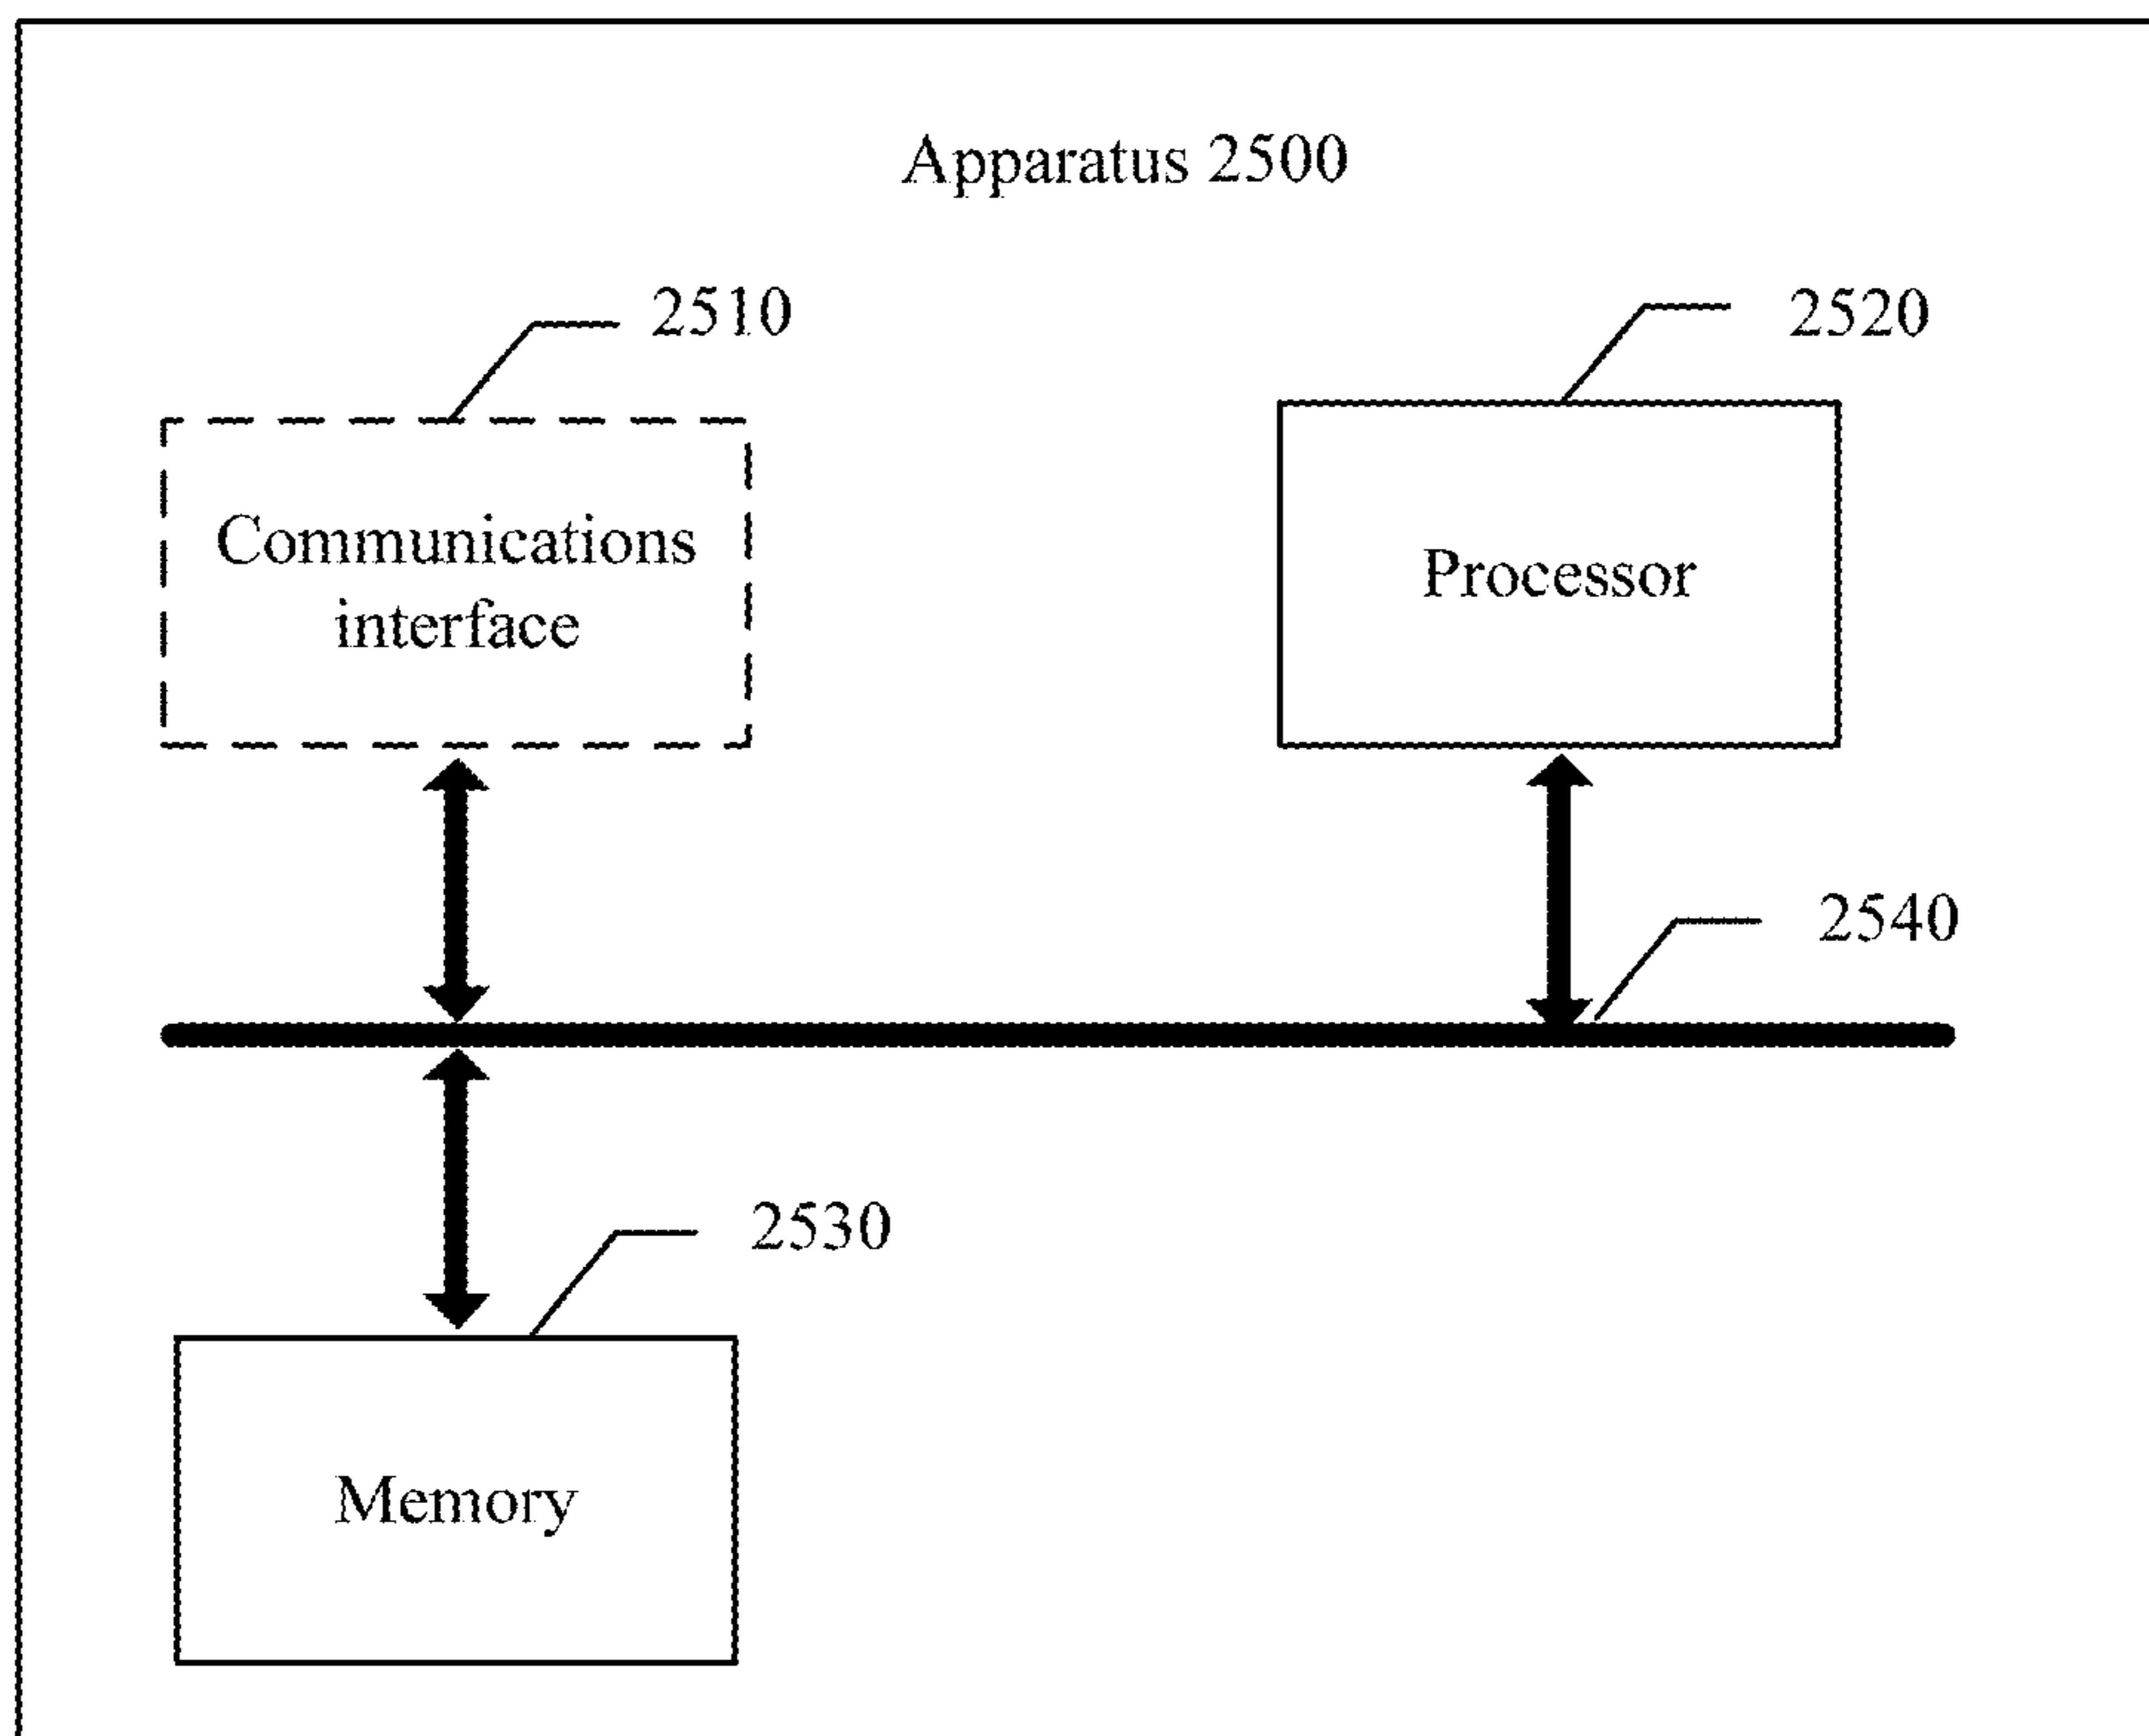 Apparatus 2500
2510
2520
Communications
interface
Processor
2540
2530
Memory